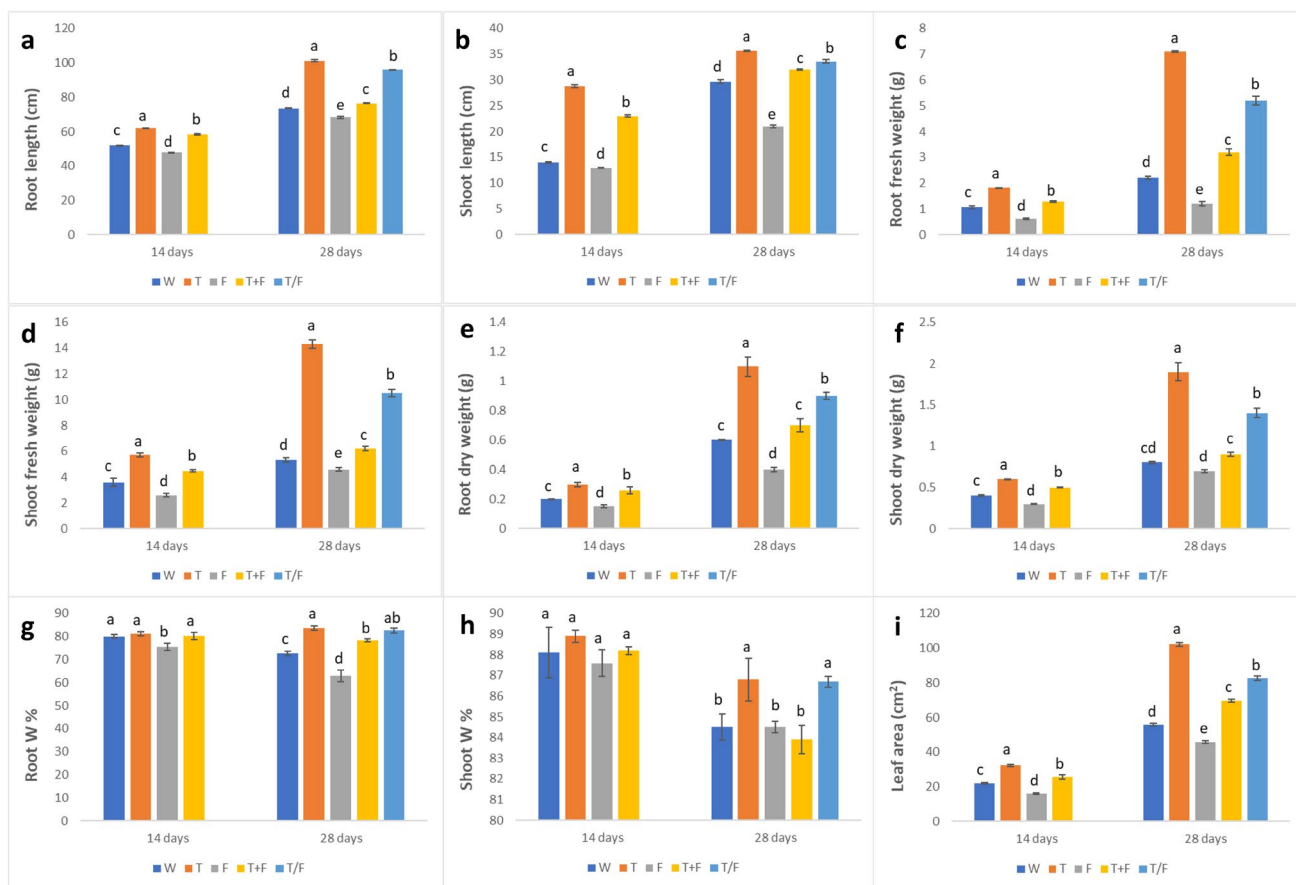 a
Root length (cm)
120
100
80
60
40
20
0
c a d b
d a e c b
14 days 28 days
W T F T+F T/F
b
Shoot length (cm)
40
35
30
25
20
15
10
5
0
c a d b
d a e c b
14 days 28 days
W T F T+F T/F
c
Root fresh weight (g)
8
7
6
5
4
3
2
1
0
c a d b
d a e c b
14 days 28 days
W T F T+F T/F
d
Shoot fresh weight (g)
16
14
12
10
8
6
4
2
0
c a d b
d a e c b
14 days 28 days
W T F T+F T/F
e
Root dry weight (g)
1.4
1.2
1
0.8
0.6
0.4
0.2
0
c a d b
c a d c b
14 days 28 days
W T F T+F T/F
f
Shoot dry weight (g)
2.5
2
1.5
1
0.5
0
c a d b
cd a d c b
14 days 28 days
W T F T+F T/F
g
Root W %
90
80
70
60
50
40
30
20
10
0
a a b a
c a d b ab
14 days 28 days
W T F T+F T/F
h
Shoot W %
90
89
88
87
86
85
84
83
82
81
80
a a a a
b a b b a
14 days 28 days
W T F T+F T/F
i
Leaf area (cm²)
120
100
80
60
40
20
0
c a d b
d a e c b
14 days 28 days
W T F T+F T/F